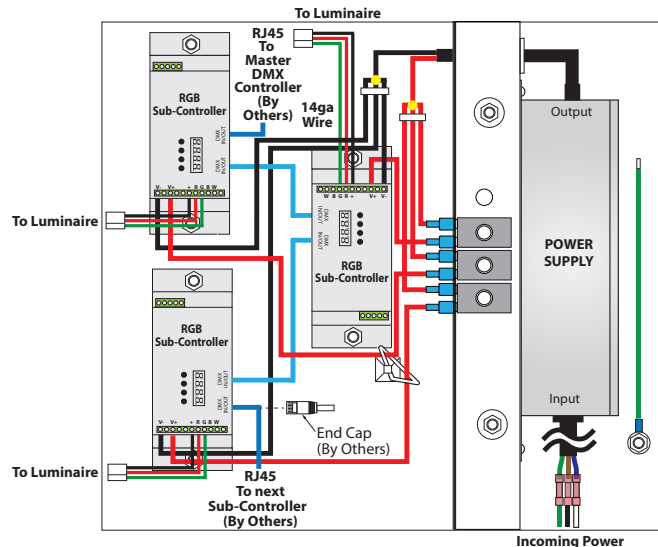 To Luminaire
RJ45
To
Master
DMX
Controller
(By
Others)
14ga
Wire
RGB
Sub-Controller
DMX
IN/OUT
DMX
IN/OUT
V- V+ + R G B W
To Luminaire
Output
POWER
SUPPLY
Input
W B G R + V+ V-
DMX
IN/OUT
DMX
IN/OUT
RGB
Sub-Controller
RGB
Sub-Controller
DMX
IN/OUT
DMX
IN/OUT
V- V+ + R G B W
To Luminaire
End Cap
(By Others)
RJ45
To next
Sub-Controller
(By Others)
Incoming Power